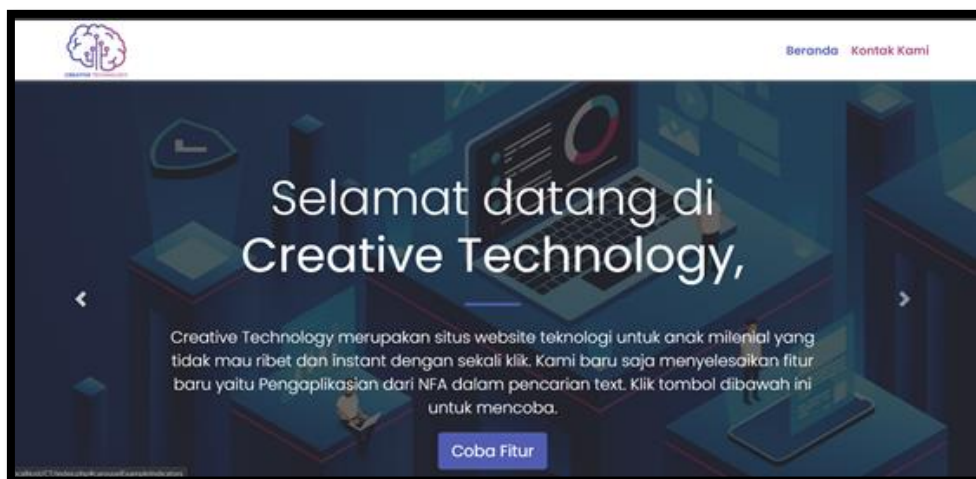 CREATIVE TECHNOLOGY
Beranda Kontak Kami
Selamat datang di
Creative Technology,
Creative Technology merupakan situs website teknologi untuk anak milenial yang
tidak mau ribet dan instant dengan sekali klik. Kami baru saja menyelesaikan fitur
baru yaitu Pengaplikasian dari NFA dalam pencarian text. Klik tombol dibawah ini
untuk mencoba.
Coba Fitur